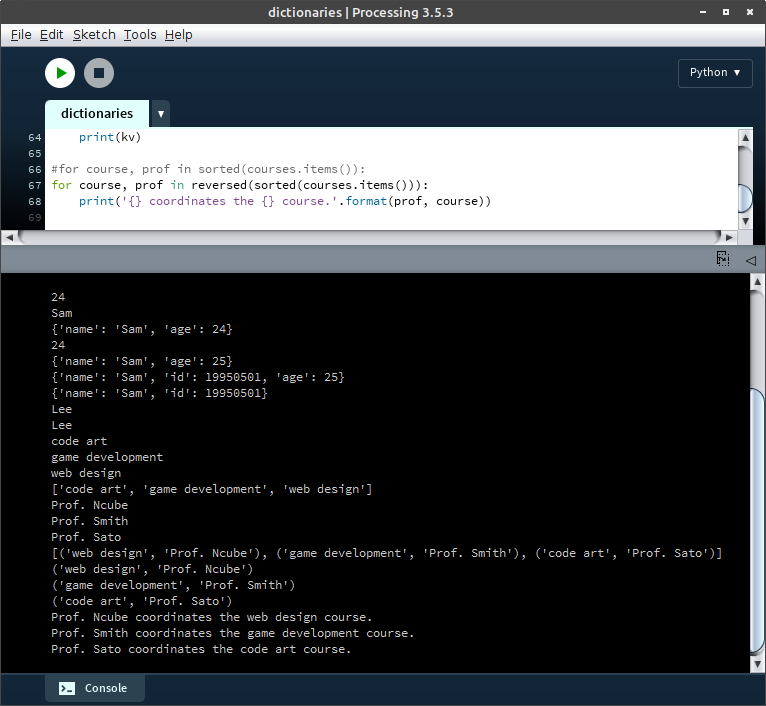 dictionaries | Processing 3.5.3
File Edit Sketch Tools Help
Python ▼
dictionaries ▼
64     print(kv)
65
66 #for course, prof in sorted(courses.items()):
67 for course, prof in reversed(sorted(courses.items())):
68     print('{} coordinates the {} course.'.format(prof, course))
69
24
Sam
{'name': 'Sam', 'age': 24}
24
{'name': 'Sam', 'age': 25}
{'name': 'Sam', 'id': 19950501, 'age': 25}
{'name': 'Sam', 'id': 19950501}
Lee
Lee
code art
game development
web design
['code art', 'game development', 'web design']
Prof. Ncube
Prof. Smith
Prof. Sato
[('web design', 'Prof. Ncube'), ('game development', 'Prof. Smith'), ('code art', 'Prof. Sato')]
('web design', 'Prof. Ncube')
('game development', 'Prof. Smith')
('code art', 'Prof. Sato')
Prof. Ncube coordinates the web design course.
Prof. Smith coordinates the game development course.
Prof. Sato coordinates the code art course.
Console